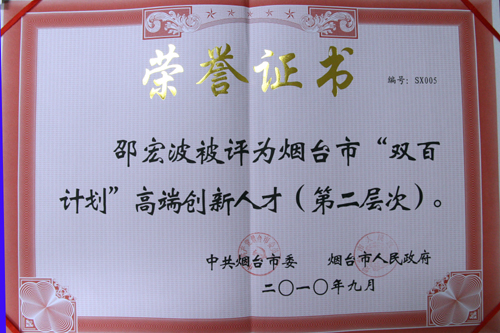 荣誉证书
编号：SX005
邵宏波被评为烟台市“双百
计划”高端创新人才（第二层次）。
中共烟台市委 烟台市人民政府
二〇一〇年九月